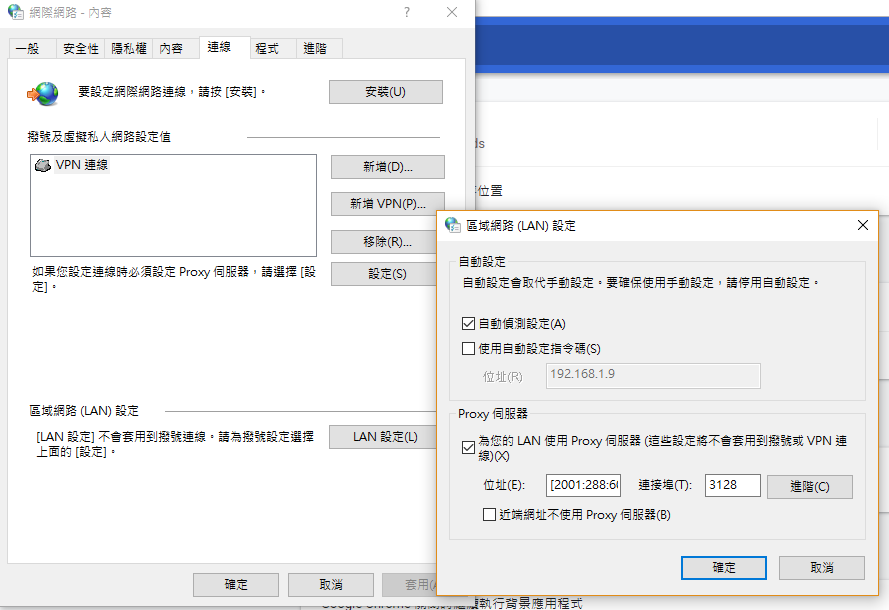 網際網路 - 內容
一般
安全性
隱私權
內容
連線
程式
進階
要設定網際網路連線，請按 [安裝]。
安裝(U)
撥號及虛擬私人網路設定值
VPN 連線
新增(D)...
新增 VPN(P)...
移除(R)...
設定(S)
如果您設定連線時必須設定 Proxy 伺服器，請選擇 [設
定]。
區域網路 (LAN) 設定
[LAN 設定] 不會套用到撥號連線。請為撥號設定選擇
上面的 [設定]。
LAN 設定(L)
確定
取消
套用(A
ds
位置
區域網路 (LAN) 設定
自動設定
自動設定會取代手動設定。要確保使用手動設定，請停用自動設定。
自動偵測設定(A)
使用自動設定指令碼(S)
位址(R)
192.168.1.9
Proxy 伺服器
為您的 LAN 使用 Proxy 伺服器 (這些設定將不會套用到撥號或 VPN 連
線)(X)
位址(E):
[2001:288:60
連接埠(T):
3128
進階(C)
近端網址不使用 Proxy 伺服器(B)
確定
取消
Google Chrome 關閉時繼續執行背景應用程式